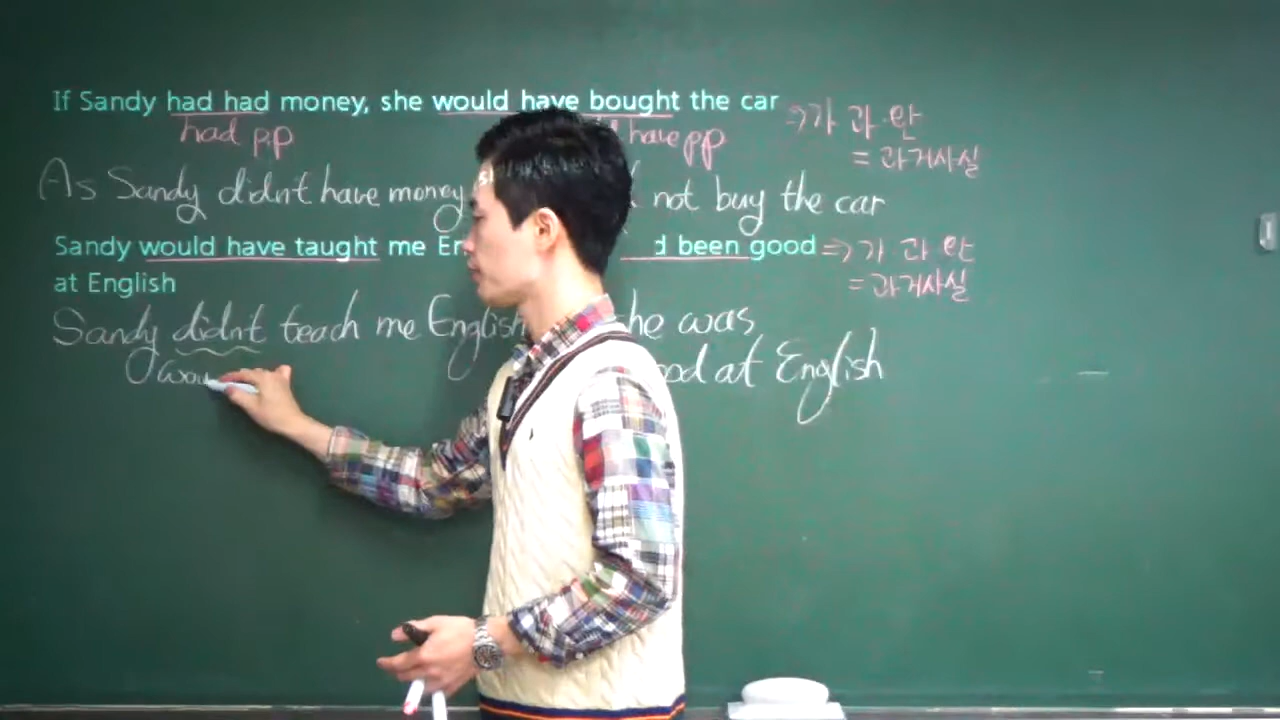 If Sandy had had money, she would have bought the car ⇒가 과 완
had p.p have pp = 과거사실
As Sandy didn't have money not buy the car
Sandy would have taught me En d been good ⇒ 가 과 완
at English = 과거사실
Sandy didn't teach me English he was
wou ood at English